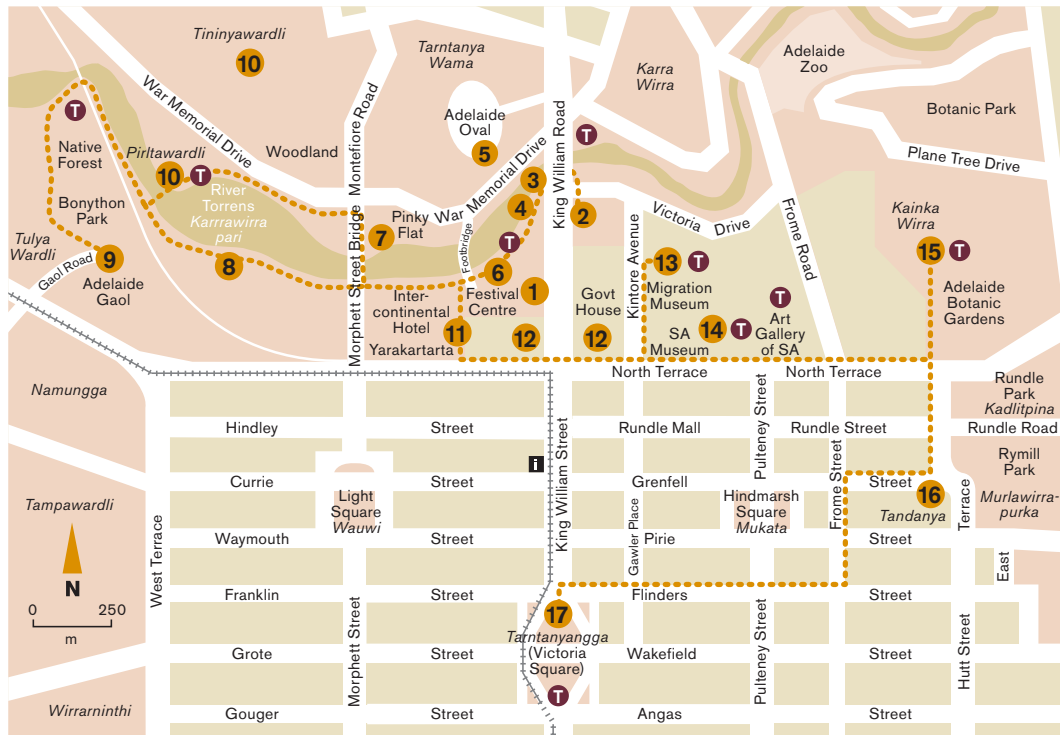 Tininyawardli
10
War Memorial Drive
Montefiore Road
Tarntanya
Wama
Karra
Wirra
Adelaide
Zoo
Botanic Park
Plane Tree Drive
T
Native
Forest
Bonython
Park
Pirltawardli
10
T
River
Torrens
Karrawirra
pari
Woodland
Adelaide
Oval
5
War Memorial Drive
3
4
T
King William Road
T
2
Victoria Drive
Frome Road
Kainka
Wirra
15
T
Adelaide
Botanic
Gardens
Tulya
Wardli
Gaol Road
9
Adelaide
Gaol
8
Morphett Street Bridge
7
Pinky
Flat
Footbridge
6
Festival
Centre
1
Inter-
continental
Hotel
11
Yarakartarta
12
Govt
House
12
Kintore Avenue
13
T
Migration
Museum
SA
Museum
14
T
T
Art
Gallery
of SA
North Terrace
North Terrace
Namungga
Hindley
Street
Rundle Mall
Rundle Street
Rundle
Park
Kadlitpina
Rundle Road
Rymill
Park
Murlawirra-
purka
i
King William Street
Pulteney Street
Frome Street
Currie
Street
Grenfell
Street
16
Tandanya
Light
Square
Wauwi
Hindmarsh
Square
Mukata
Gawler Place
Tampawardli
N
0
250
m
West Terrace
Waymouth
Street
Pirie
Street
East
Terrace
Franklin
Street
Flinders
Street
17
Tarntanyangga
(Victoria
Square)
T
Morphett Street
Pulteney Street
Hutt Street
Grote
Street
Wakefield
Street
Wirrarninthi
Gouger
Street
Angas
Street